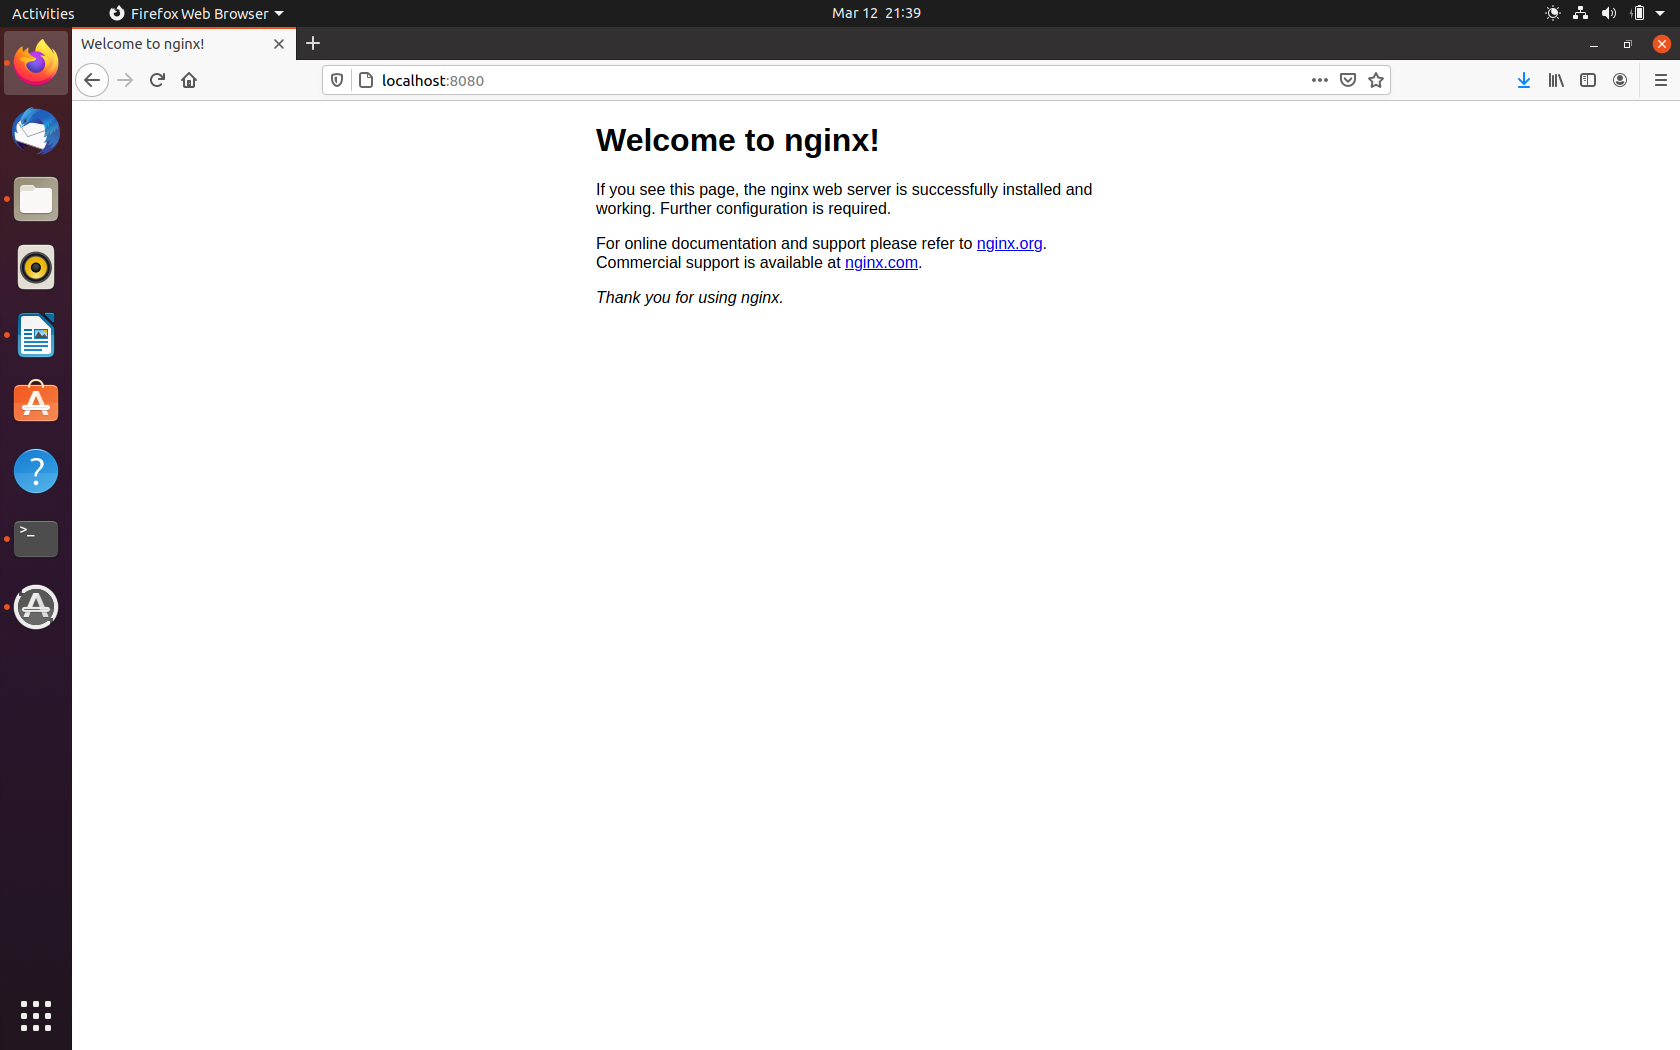 Activities
Firefox Web Browser
Mar 12 21:39
Welcome to nginx!
localhost:8080
Welcome to nginx!
If you see this page, the nginx web server is successfully installed and
working. Further configuration is required.
For online documentation and support please refer to nginx.org.
Commercial support is available at nginx.com.
Thank you for using nginx.